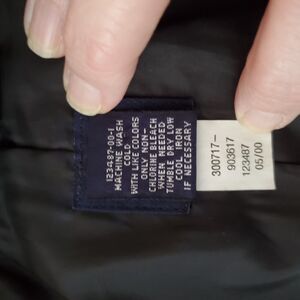 123487-00-1
MACHINE WASH
COLD
WITH LIKE COLORS
ONLY NON-
CHLORINE BLEACH
WHEN NEEDED
TUMBLE DRY LOW
COOL IRON
IF NECESSARY
300717-
903617
123487
05/00